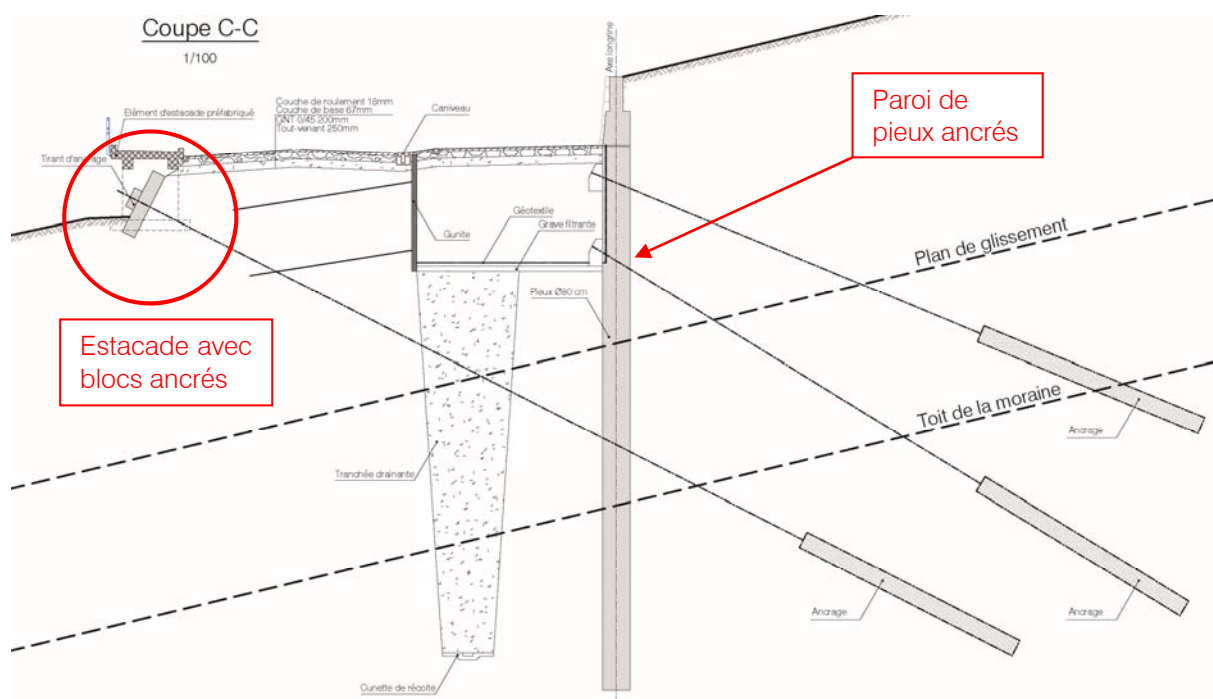 Coupe C-C
1/100
Axe longrine
Elément d'estacade préfabriqué
Couche de roulement 18mm
Couche de base 67mm
GNT 0/45 200mm
Tout-venant 250mm
Caniveau
Paroi de
pieux ancrés
Tirant d'ancrage
Géotextile
Grave filtrante
Gunite
Plan de glissement
Pieux Ø80 cm
Estacade avec
blocs ancrés
Toit de la moraine
Ancrage
Tranchée drainante
Ancrage
Ancrage
Cunette de récolte